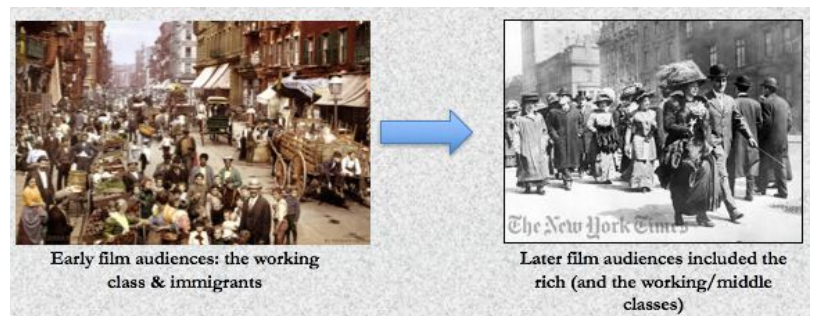 The New York Times
Early film audiences: the working
class & immigrants
Later film audiences included the
rich (and the working/middle
classes)